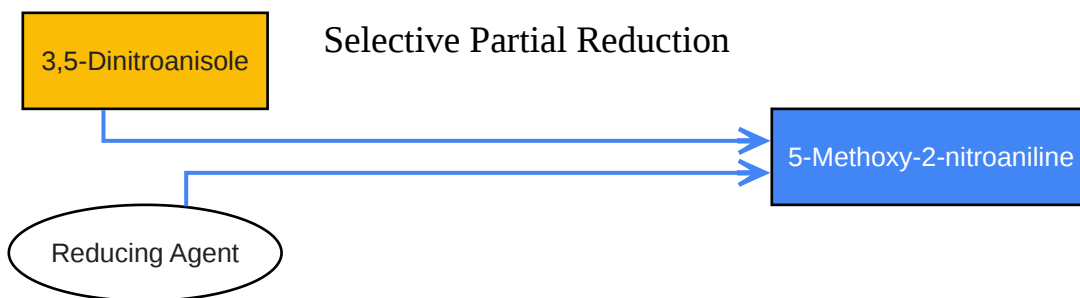 Selective Partial Reduction
3,5-Dinitroanisole
5-Methoxy-2-nitroaniline
Reducing Agent